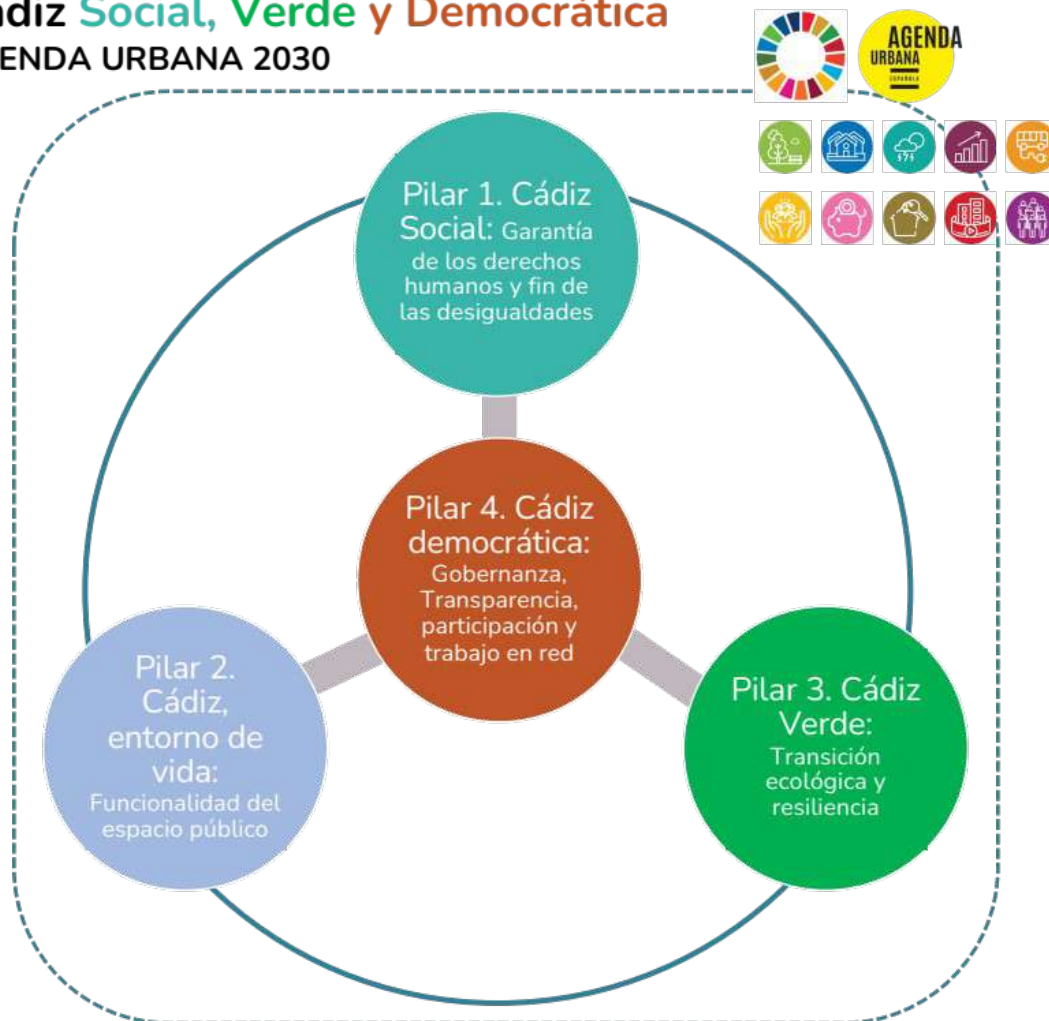 ádiz Social, Verde y Democrática
ENDA URBANA 2030
AGENDA
URBANA
ESPAÑOLA
Pilar 1. Cádiz
Social: Garantía
de los derechos
humanos y fin de
las desigualdades
Pilar 4. Cádiz
democrática:
Gobernanza,
Transparencia,
participación y
trabajo en red
Pilar 2.
Cádiz,
entorno de
vida:
Funcionalidad del
espacio público
Pilar 3. Cádiz
Verde:
Transición
ecológica y
resiliencia